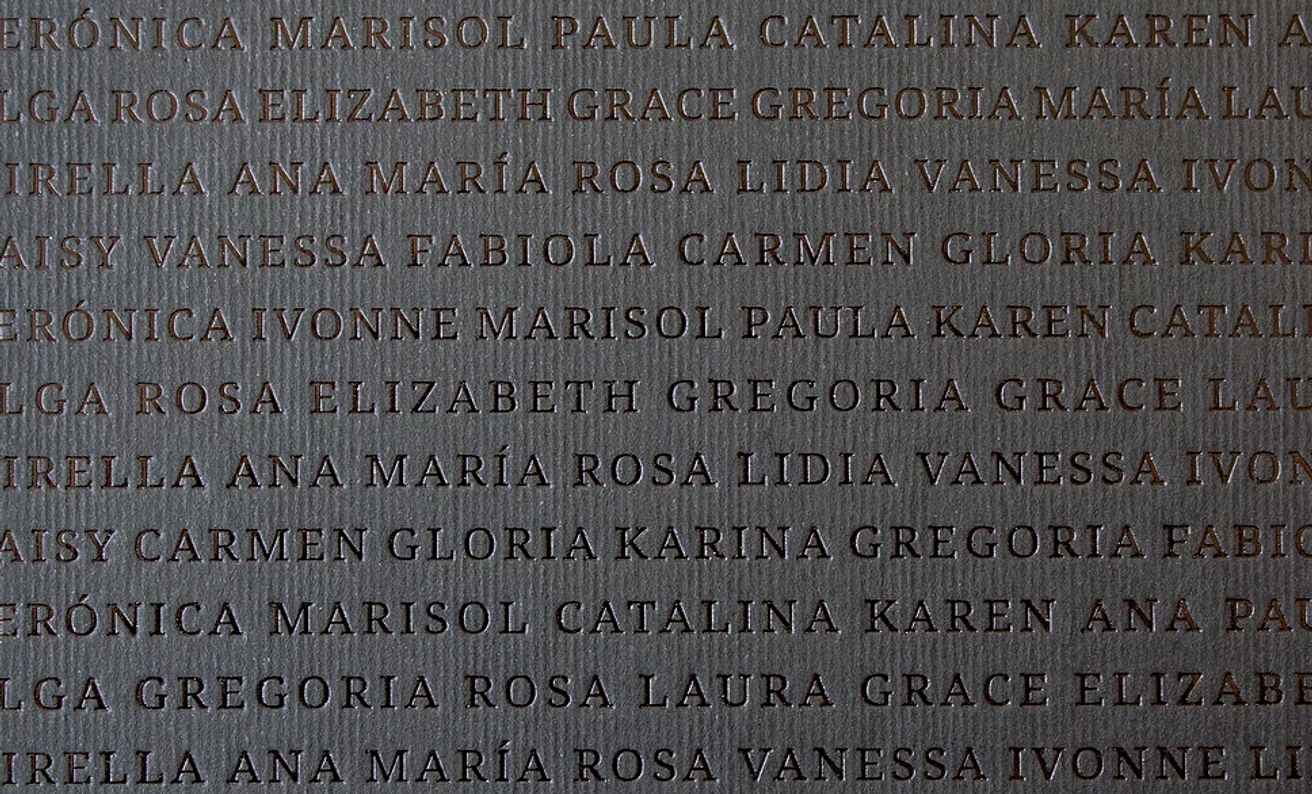 ERÓNICA MARISOL PAULA CATALINA KAREN A
LGA ROSA ELIZABETH GRACE GREGORIA MARÍA LAU
IRELLA ANA MARÍA ROSA LIDIA VANESSA IVON
AISY VANESSA FABIOLA CARMEN GLORIA KARI
ERÓNICA IVONNE MARISOL PAULA KAREN CATALI
LGA ROSA ELIZABETH GREGORIA GRACE LAU
IRELLA ANA MARÍA ROSA LIDIA VANESSA IVON
AISY CARMEN GLORIA KARINA GREGORIA FABIO
ERÓNICA MARISOL CATALINA KAREN ANA PAU
LGA GREGORIA ROSA LAURA GRACE ELIZABE
IRELLA ANA MARÍA ROSA VANESSA IVONNE LI